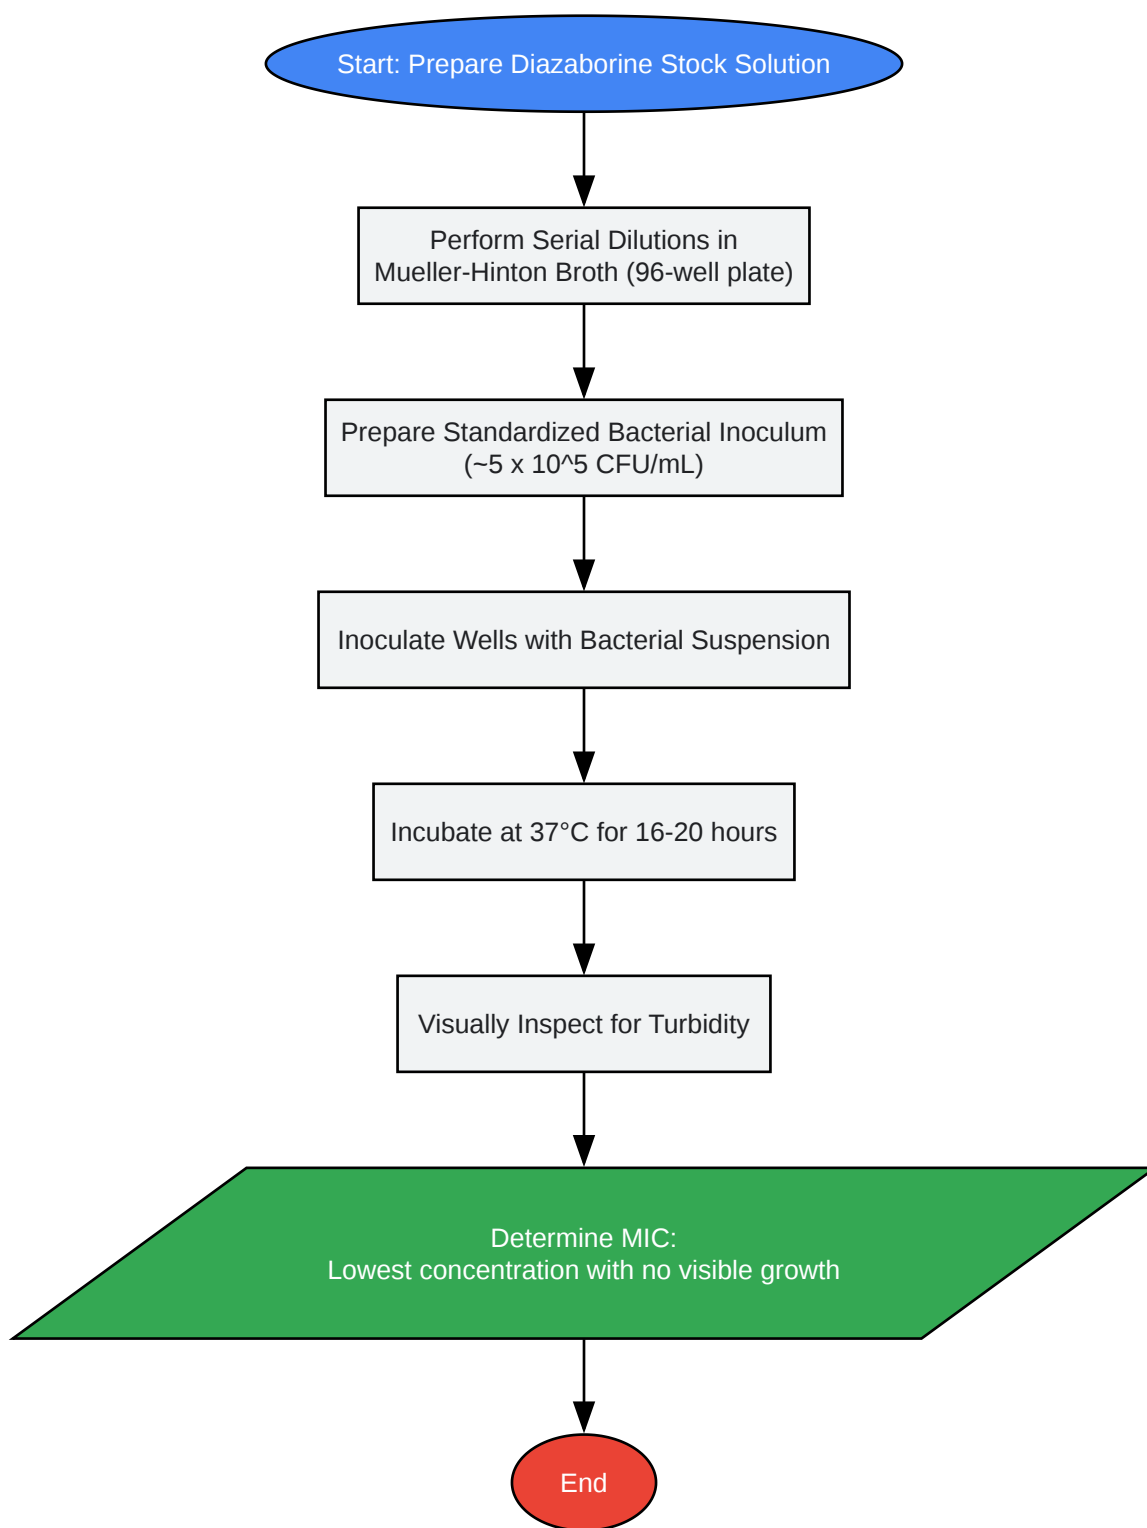 Start: Prepare Diazaborine Stock Solution
Perform Serial Dilutions in
Mueller-Hinton Broth (96-well plate)
Prepare Standardized Bacterial Inoculum
(~5 x 10^5 CFU/mL)
Inoculate Wells with Bacterial Suspension
Incubate at 37°C for 16-20 hours
Visually Inspect for Turbidity
Determine MIC:
Lowest concentration with no visible growth
End